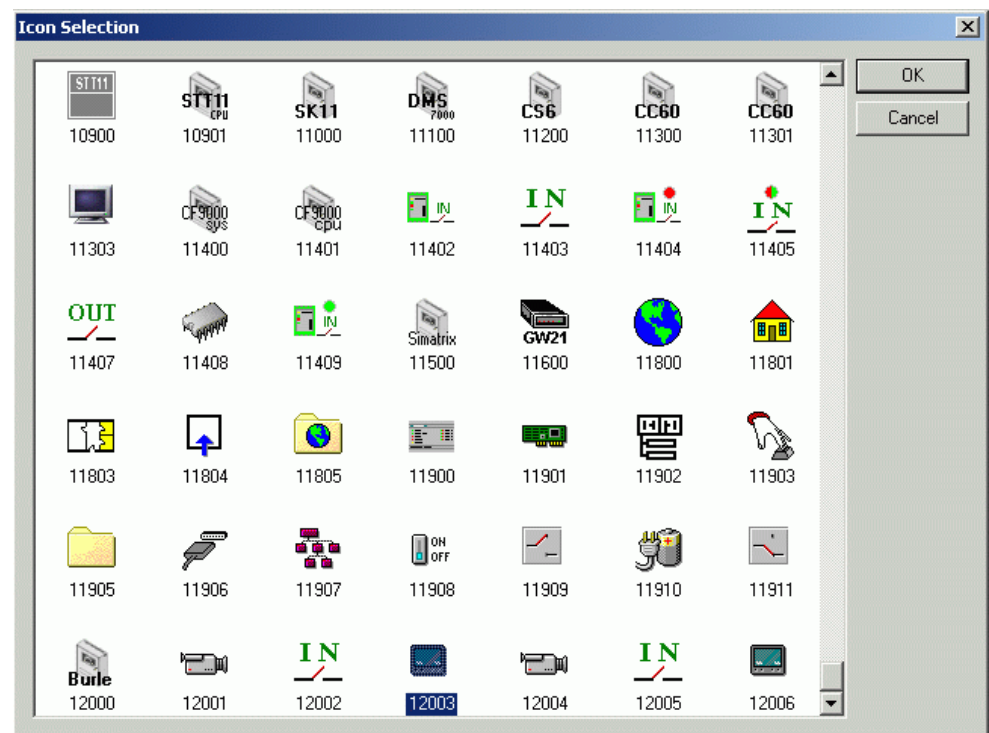 Icon Selection
OK
Cancel
STT11
STT11 CPU
SK11
DMS 7000
CS6
CC60
CC60
10900 10901 11000 11100 11200 11300 11301
CF9000 sys
CF9000 cpu
IN
IN
IN
IN
11303 11400 11401 11402 11403 11404 11405
OUT
IN
Simatrix
GW21
11407 11408 11409 11500 11600 11800 11801
11803 11804 11805 11900 11901 11902 11903
ON
OFF
11905 11906 11907 11908 11909 11910 11911
Burle
IN
IN
12000 12001 12002 12003 12004 12005 12006